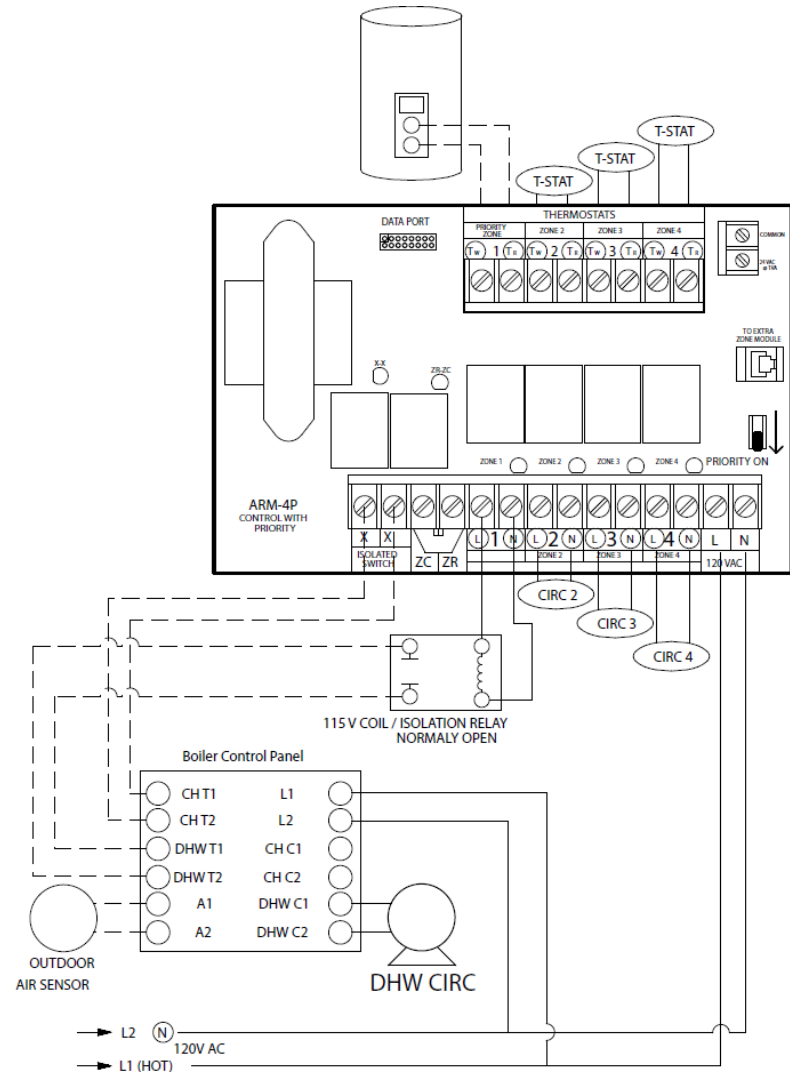 T-STAT
T-STAT
T-STAT
THERMOSTATS
DATA PORT
PRIORITY
ZONE
ZONE 2
ZONE 3
ZONE 4
COMMON
Tw 1 TR Tw 2 TR Tw 3 TR Tw 4 TR
24 VAC
TO EXTRA
ZONE MODULE
X-X
ZR-ZC
ZONE 1
ZONE 2
ZONE 3
ZONE 4
PRIORITY ON
ARM-4P
CONTROL WITH
PRIORITY
X X
ISOLATED
SWITCH
ZC ZR
L 1 N L 2 N L 3 N L 4 N L N
ZONE 2
ZONE 3
ZONE 4
120 VAC
CIRC 2
CIRC 3
CIRC 4
115 V COIL / ISOLATION RELAY
NORMALY OPEN
Boiler Control Panel
CH T1 L1
CH T2 L2
DHW T1 CH C1
DHW T2 CH C2
A1 DHW C1
A2 DHW C2
OUTDOOR
AIR SENSOR
DHW CIRC
L2 N
120V AC
L1 (HOT)